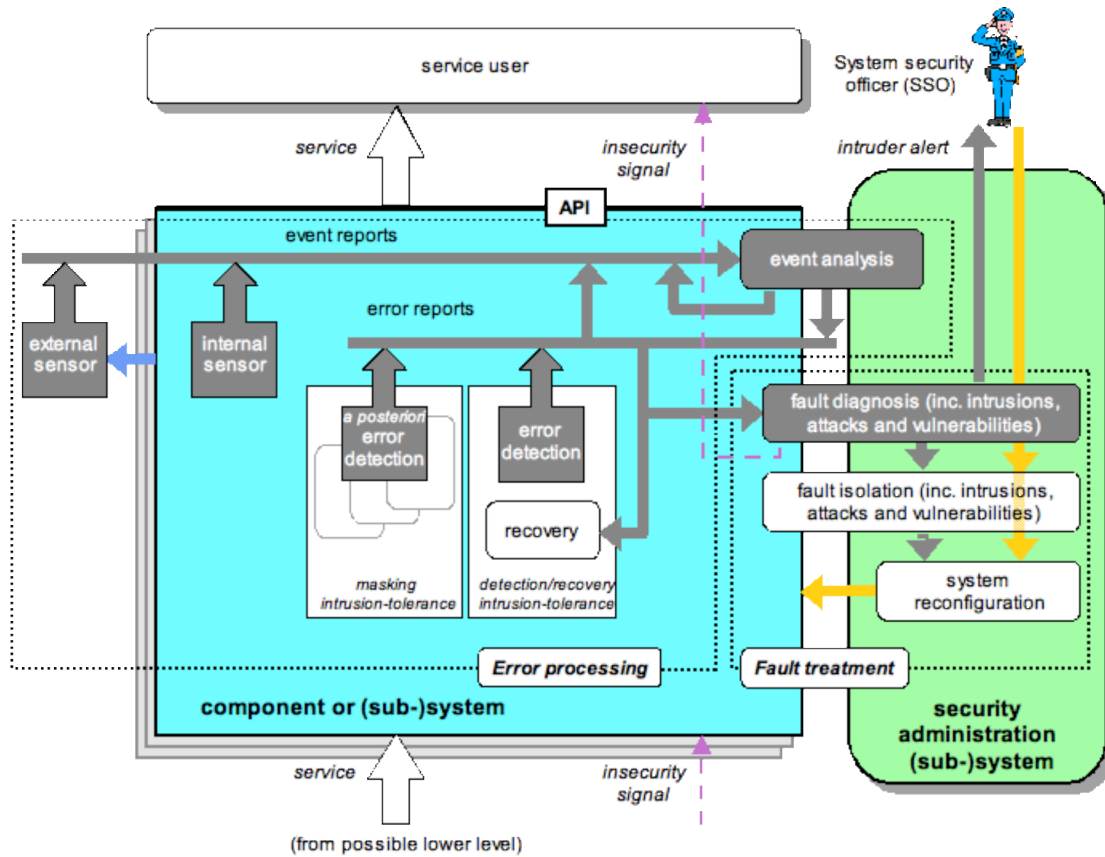 service user
System security
officer (SSO)
service
insecurity
signal
intruder alert
API
event reports
event analysis
error reports
external
sensor
internal
sensor
a posteriori
error
detection
error
detection
fault diagnosis (inc. intrusions,
attacks and vulnerabilities)
fault isolation (inc. intrusions,
attacks and vulnerabilities)
recovery
system
reconfiguration
masking
intrusion-tolerance
detection/recovery
intrusion-tolerance
Error processing
Fault treatment
component or (sub-)system
security
administration
(sub-)system
service
insecurity
signal
(from possible lower level)